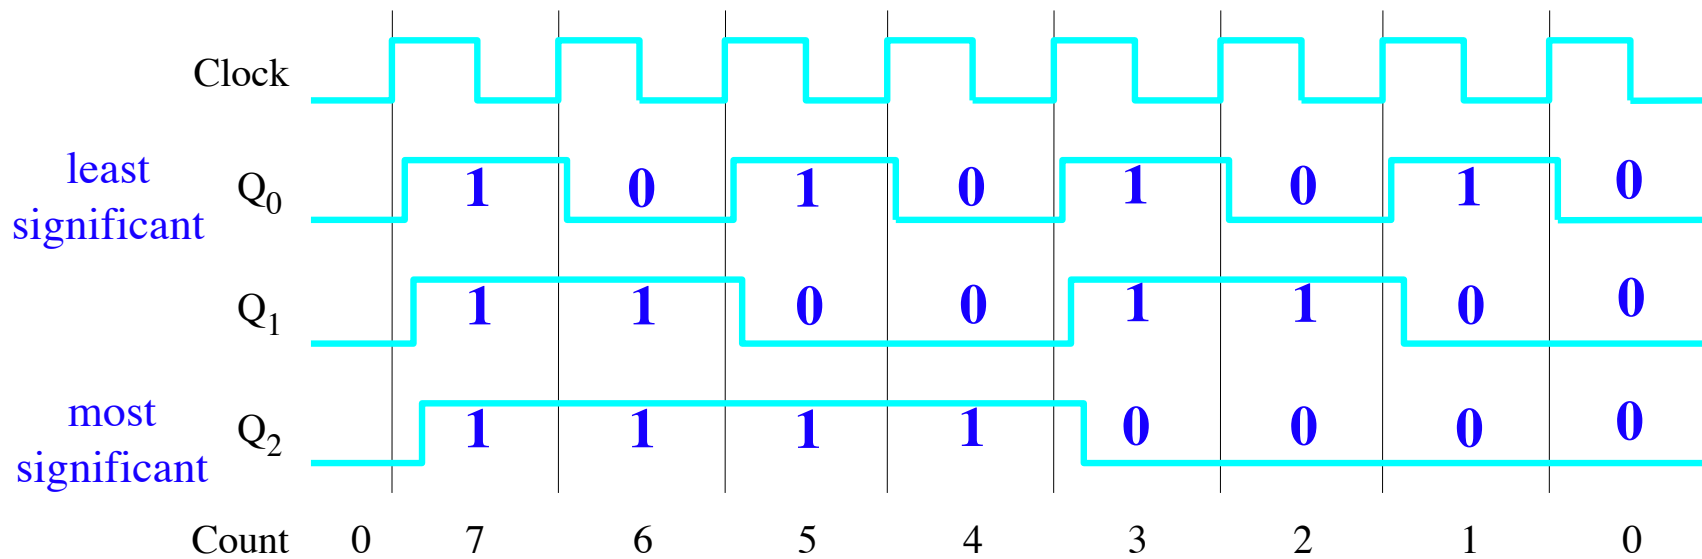 Clock
least
significant
Q0 1 0 1 0 1 0 1 0
Q1 1 1 0 0 1 1 0 0
most
significant
Q2 1 1 1 1 0 0 0 0
Count 0 7 6 5 4 3 2 1 0